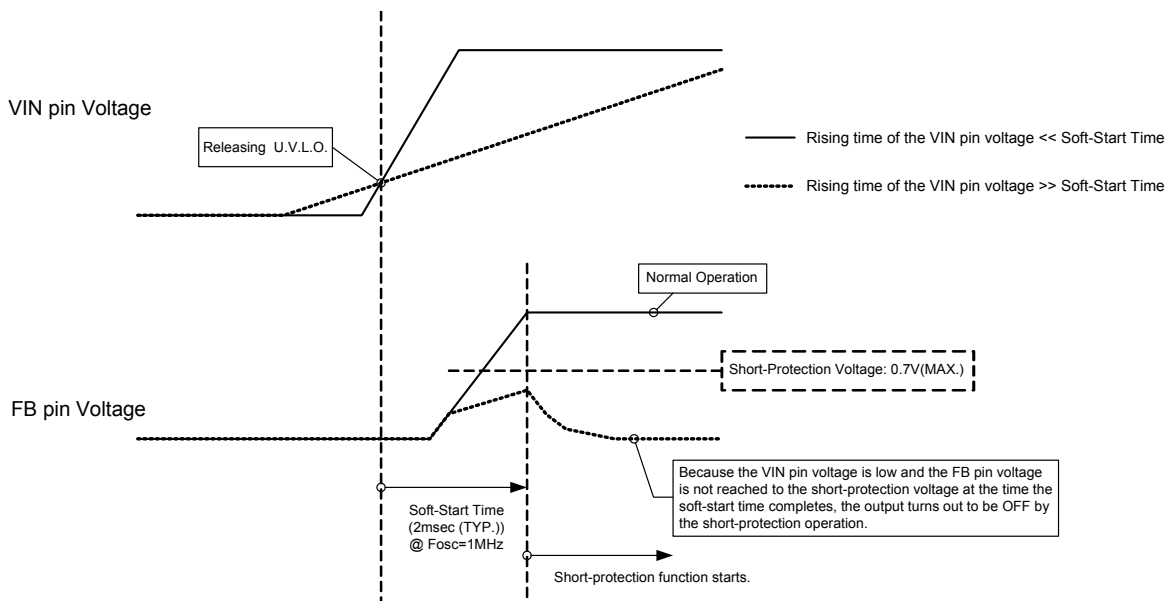 VIN pin Voltage
Releasing U.V.L.O.
Rising time of the VIN pin voltage << Soft-Start Time
Rising time of the VIN pin voltage >> Soft-Start Time
Normal Operation
Short-Protection Voltage: 0.7V(MAX.)
FB pin Voltage
Because the VIN pin voltage is low and the FB pin voltage
is not reached to the short-protection voltage at the time the
soft-start time completes, the output turns out to be OFF by
the short-protection operation.
Soft-Start Time
(2msec (TYP.))
@ Fosc=1MHz
Short-protection function starts.